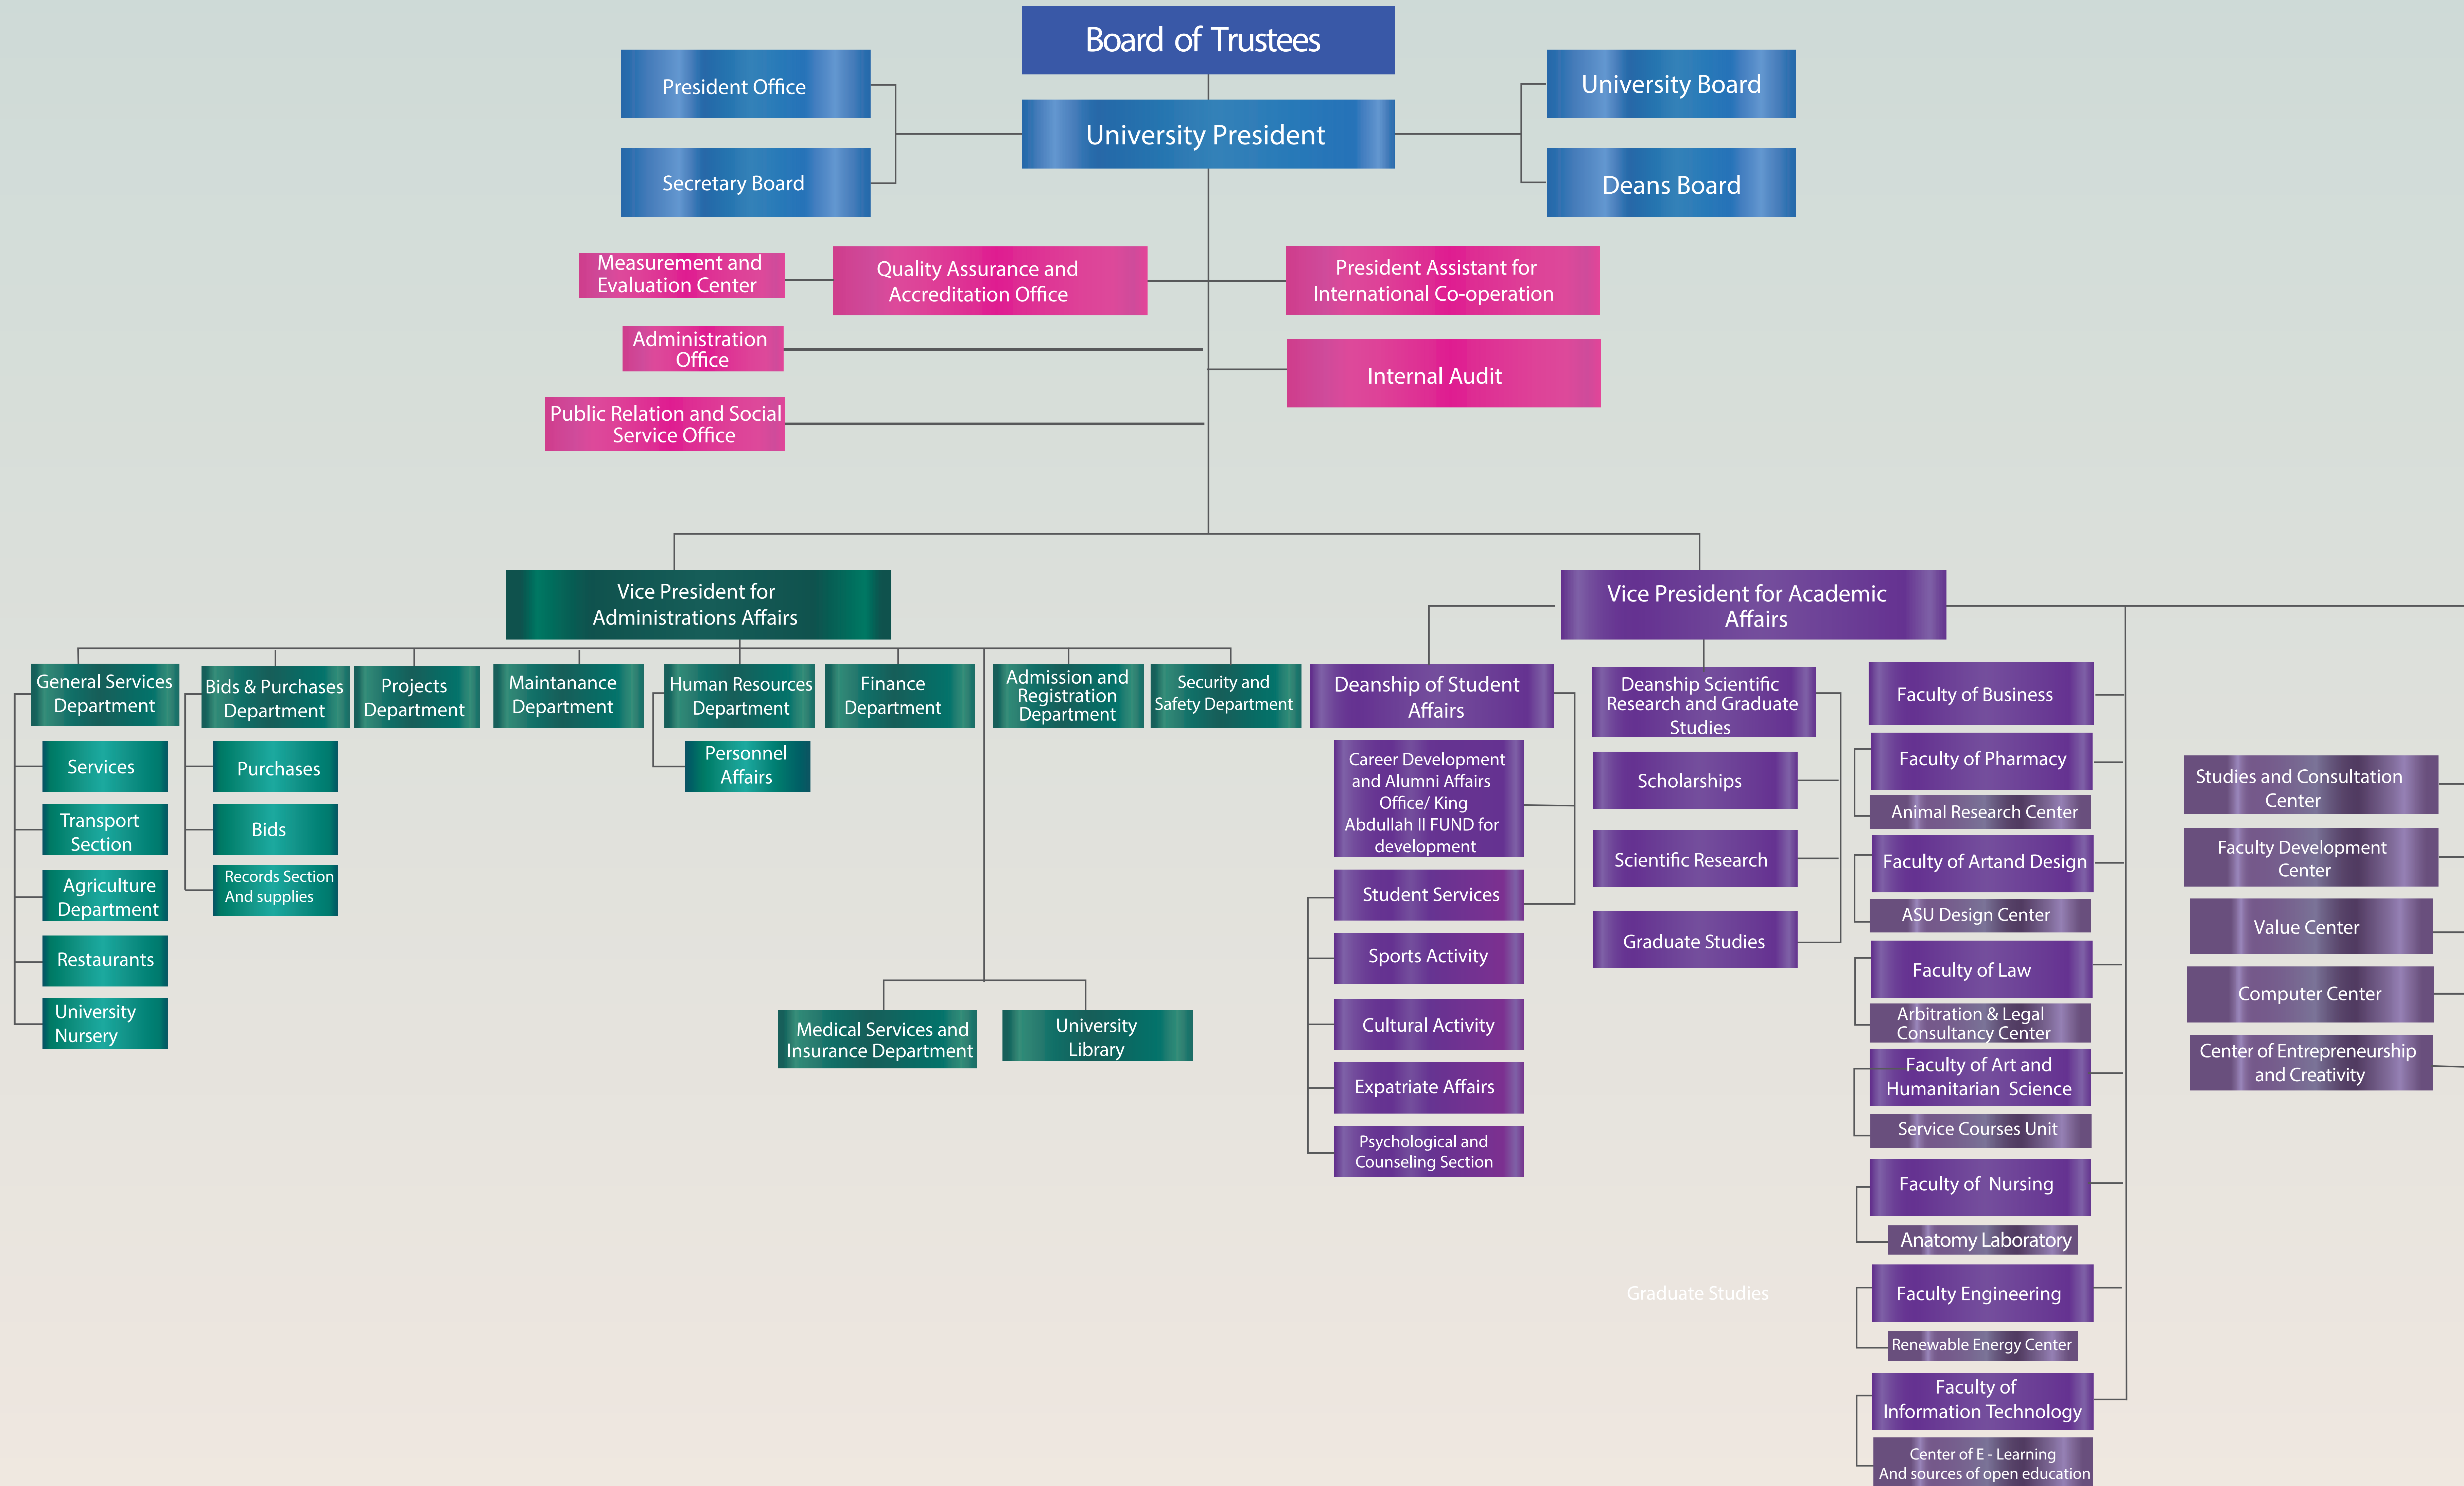 Board of Trustees
President Office
University Board
University President
Secretary Board
Deans Board
Measurement and
Evaluation Center
Quality Assurance and
Accreditation Office
President Assistant for
International Co-operation
Administration
Office
Internal Audit
Public Relation and Social
Service Office
Vice President for
Administrations Affairs
Vice President for Academic
Affairs
General Services
Department
Services
Transport
Section
Agriculture
Department
Restaurants
University
Nursery
Bids & Purchases
Department
Purchases
Bids
Records Section
And supplies
Projects
Department
Maintanance
Department
Human Resources
Department
Personnel
Affairs
Finance
Department
Admission and
Registration
Department
Security and
Safety Department
Medical Services and
Insurance Department
University
Library
Deanship of Student
Affairs
Career Development
and Alumni Affairs
Office/ King
Abdullah II FUND for
development
Student Services
Sports Activity
Cultural Activity
Expatriate Affairs
Psychological and
Counseling Section
Deanship Scientific
Research and Graduate
Studies
Scholarships
Scientific Research
Graduate Studies
Graduate Studies
Faculty of Business
Faculty of Pharmacy
Animal Research Center
Faculty of Artand Design
ASU Design Center
Faculty of Law
Arbitration & Legal
Consultancy Center
Faculty of Art and
Humanitarian Science
Service Courses Unit
Faculty of Nursing
Anatomy Laboratory
Faculty Engineering
Renewable Energy Center
Faculty of
Information Technology
Center of E - Learning
And sources of open education
Studies and Consultation
Center
Faculty Development
Center
Value Center
Computer Center
Center of Entrepreneurship
and Creativity